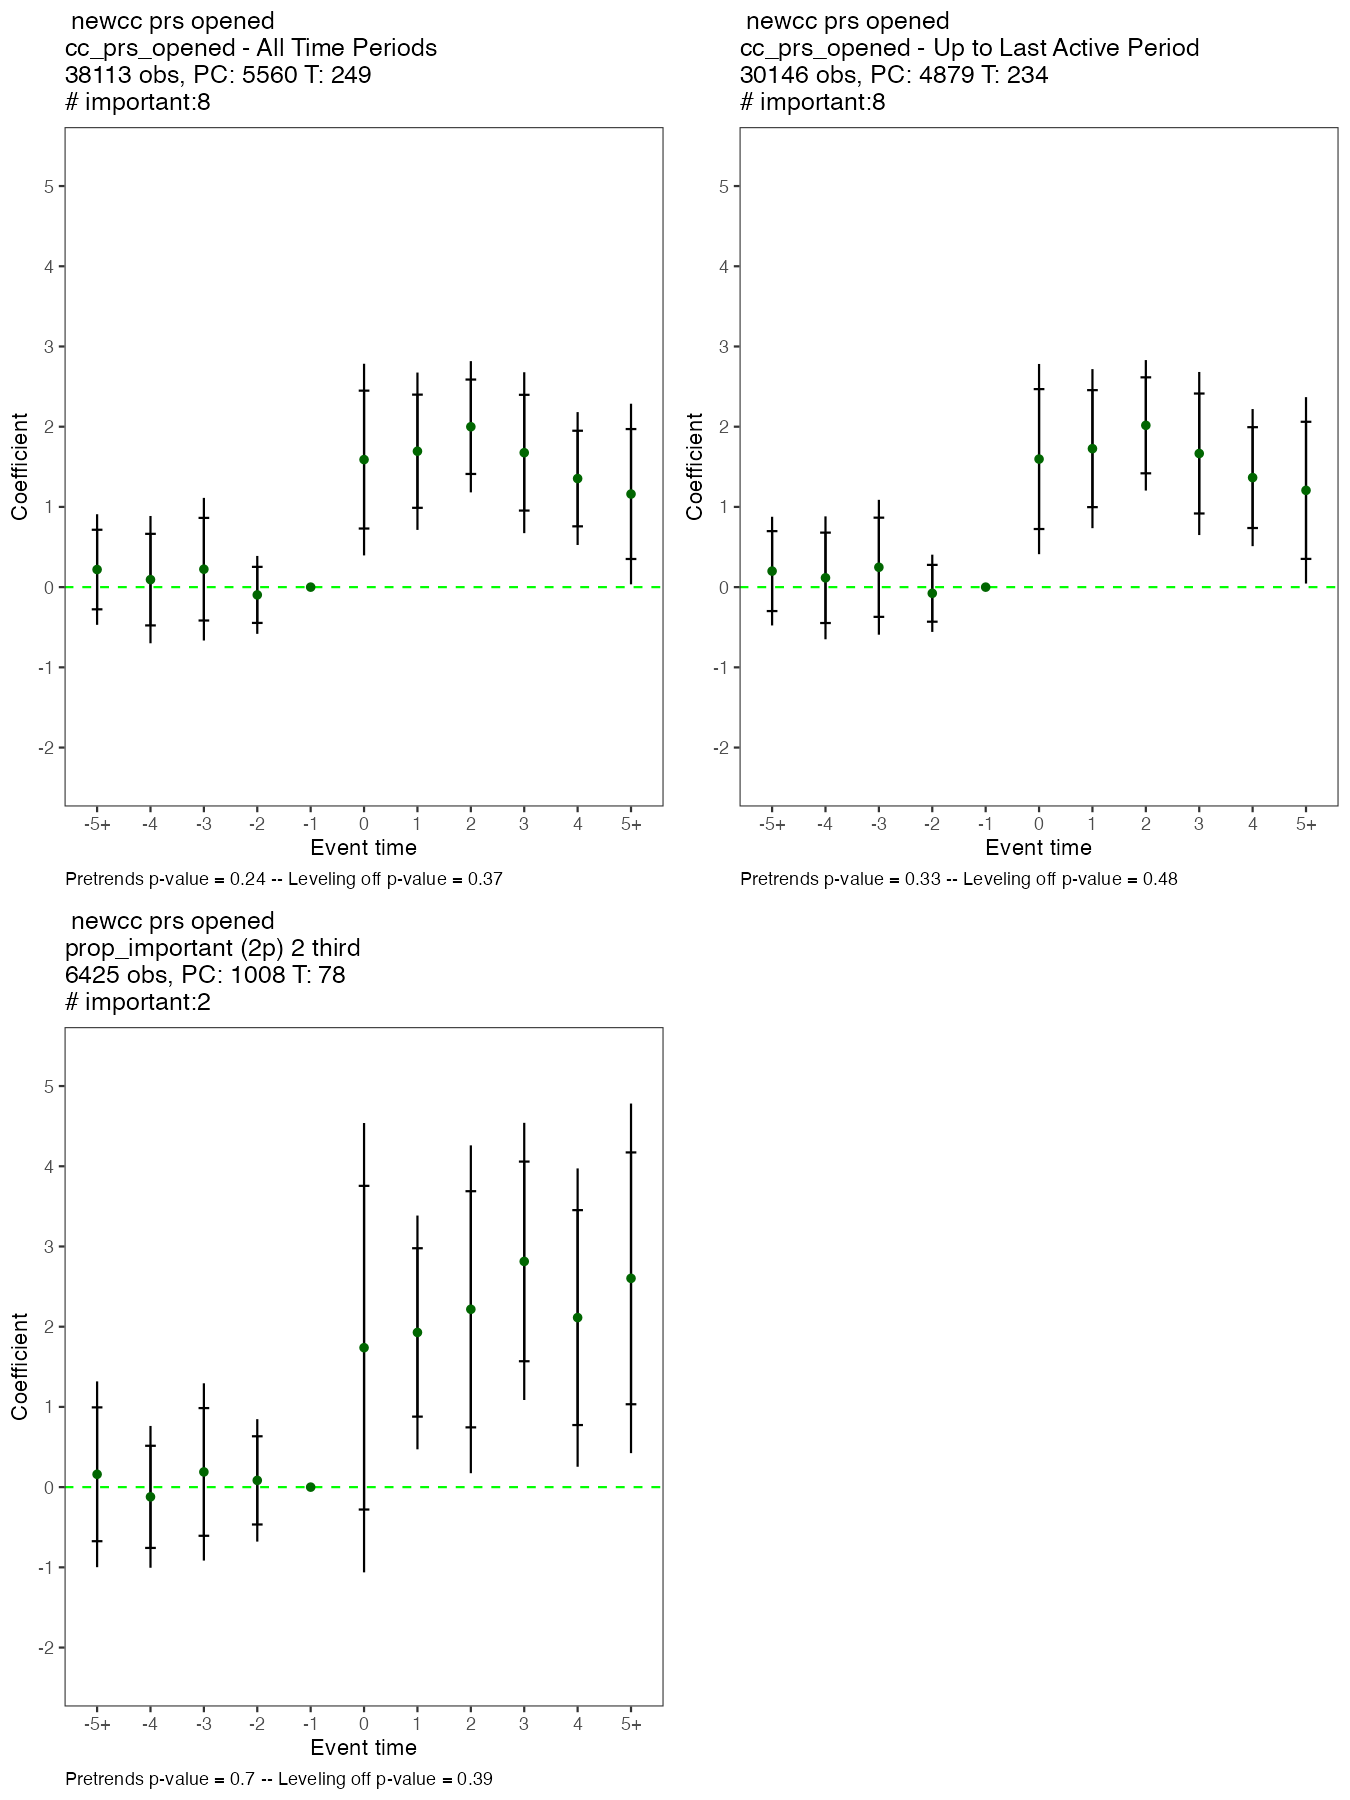 newcc prs opened
cc_prs_opened - All Time Periods
38113 obs, PC: 5560 T: 249
# important:8
Coefficient
5
4
3
2
1
0
-1
-2
-5+ -4 -3 -2 -1 0 1 2 3 4 5+
Event time
Pretrends p-value = 0.24 -- Leveling off p-value = 0.37
newcc prs opened
cc_prs_opened - Up to Last Active Period
30146 obs, PC: 4879 T: 234
# important:8
Coefficient
5
4
3
2
1
0
-1
-2
-5+ -4 -3 -2 -1 0 1 2 3 4 5+
Event time
Pretrends p-value = 0.33 -- Leveling off p-value = 0.48
newcc prs opened
prop_important (2p) 2 third
6425 obs, PC: 1008 T: 78
# important:2
Coefficient
5
4
3
2
1
0
-1
-2
-5+ -4 -3 -2 -1 0 1 2 3 4 5+
Event time
Pretrends p-value = 0.7 -- Leveling off p-value = 0.39